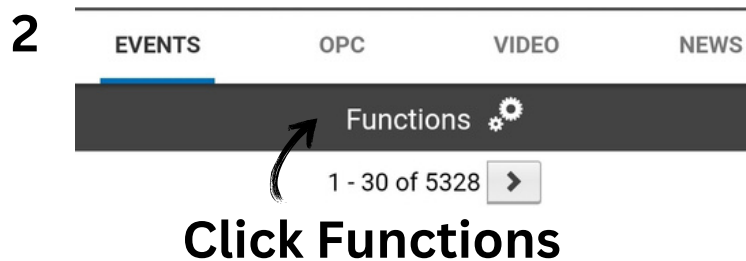 2
EVENTS OPC VIDEO NEWS
Functions
1 - 30 of 5328
Click Functions